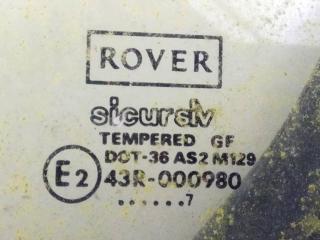 ROVER
sicursiv
TEMPERED GF
DOT-36 AS2 M129
E2 43R-000980
......7